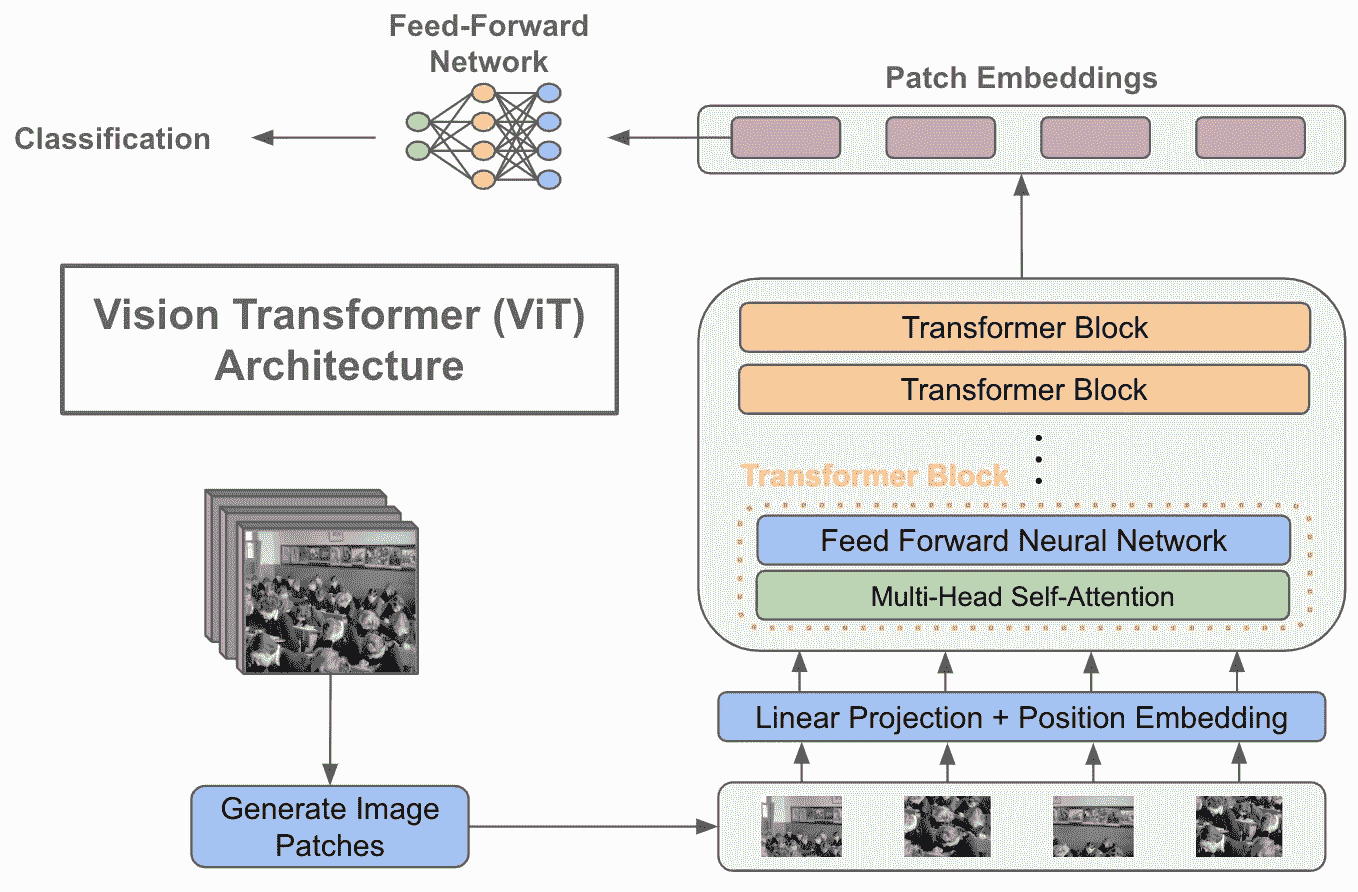 Feed-Forward
Network
Patch Embeddings
Classification
Vision Transformer (ViT)
Architecture
Transformer Block
Transformer Block
Transformer Block
Feed Forward Neural Network
Multi-Head Self-Attention
Linear Projection + Position Embedding
Generate Image
Patches